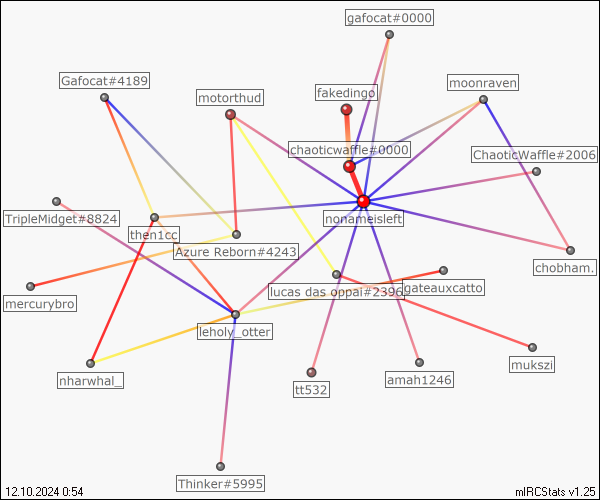 gafocat#0000
Gafocat#4189
moonraven
fakedingo
motorthud
chaoticwaffle#0000
ChaoticWaffle#2006
TripleMidget#8824
nonameisleft
then1cc
Azure Reborn#4243
chobham.
lucas das oppai#2396
gateauxcatto
mercurybro
leholy_otter
mukszi
nharwhal_
amah1246
tt532
Thinker#5995
12.10.2024 0:54
mIRCStats v1.25